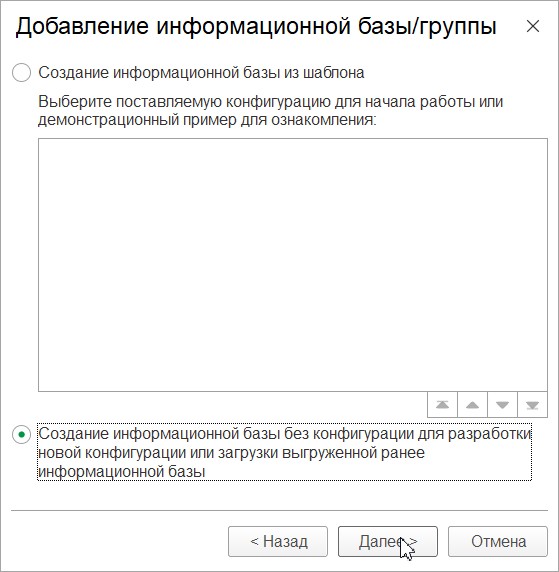 Добавление информационной базы/группы
Создание информационной базы из шаблона
Выберите поставляемую конфигурацию для начала работы или
демонстрационный пример для ознакомления:
Создание информационной базы без конфигурации для разработки
новой конфигурации или загрузки выгруженной ранее
информационной базы
< Назад
Далее >
Отмена